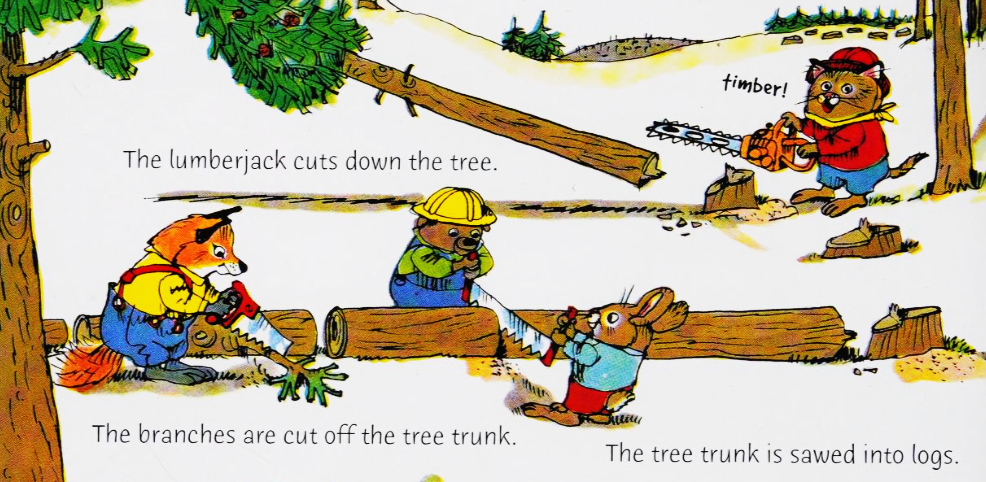 timber!
The lumberjack cuts down the tree.
The branches are cut off the tree trunk.
The tree trunk is sawed into logs.